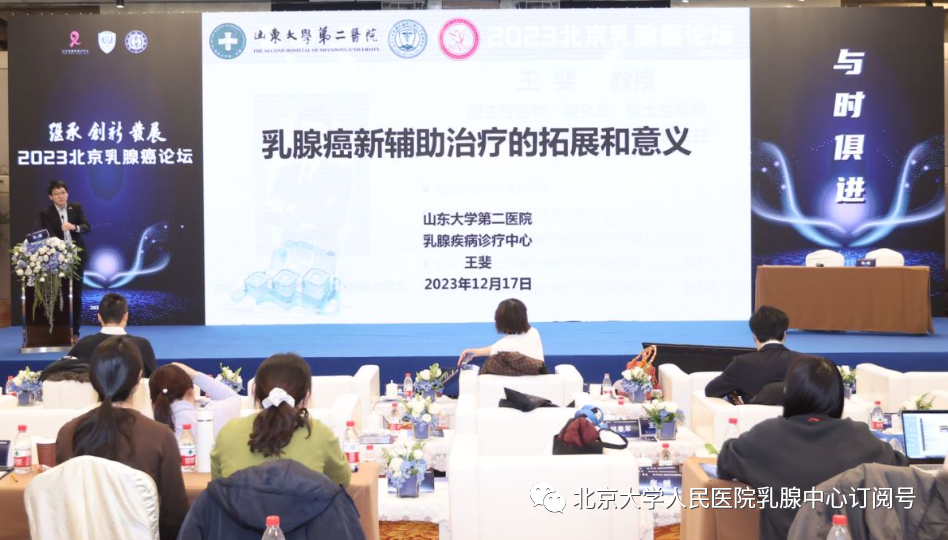 山东大学第二医院
THE SECOND HOSPITAL OF SHANDONG UNIVERSITY
2023北京乳腺癌论坛
王 斐 教授
乳腺癌新辅助治疗的拓展和意义
山东大学第二医院
乳腺疾病诊疗中心
王斐
2023年12月17日
继承 创新 发展
2023北京乳腺癌论坛
与时俱进
北京大学人民医院乳腺中心订阅号